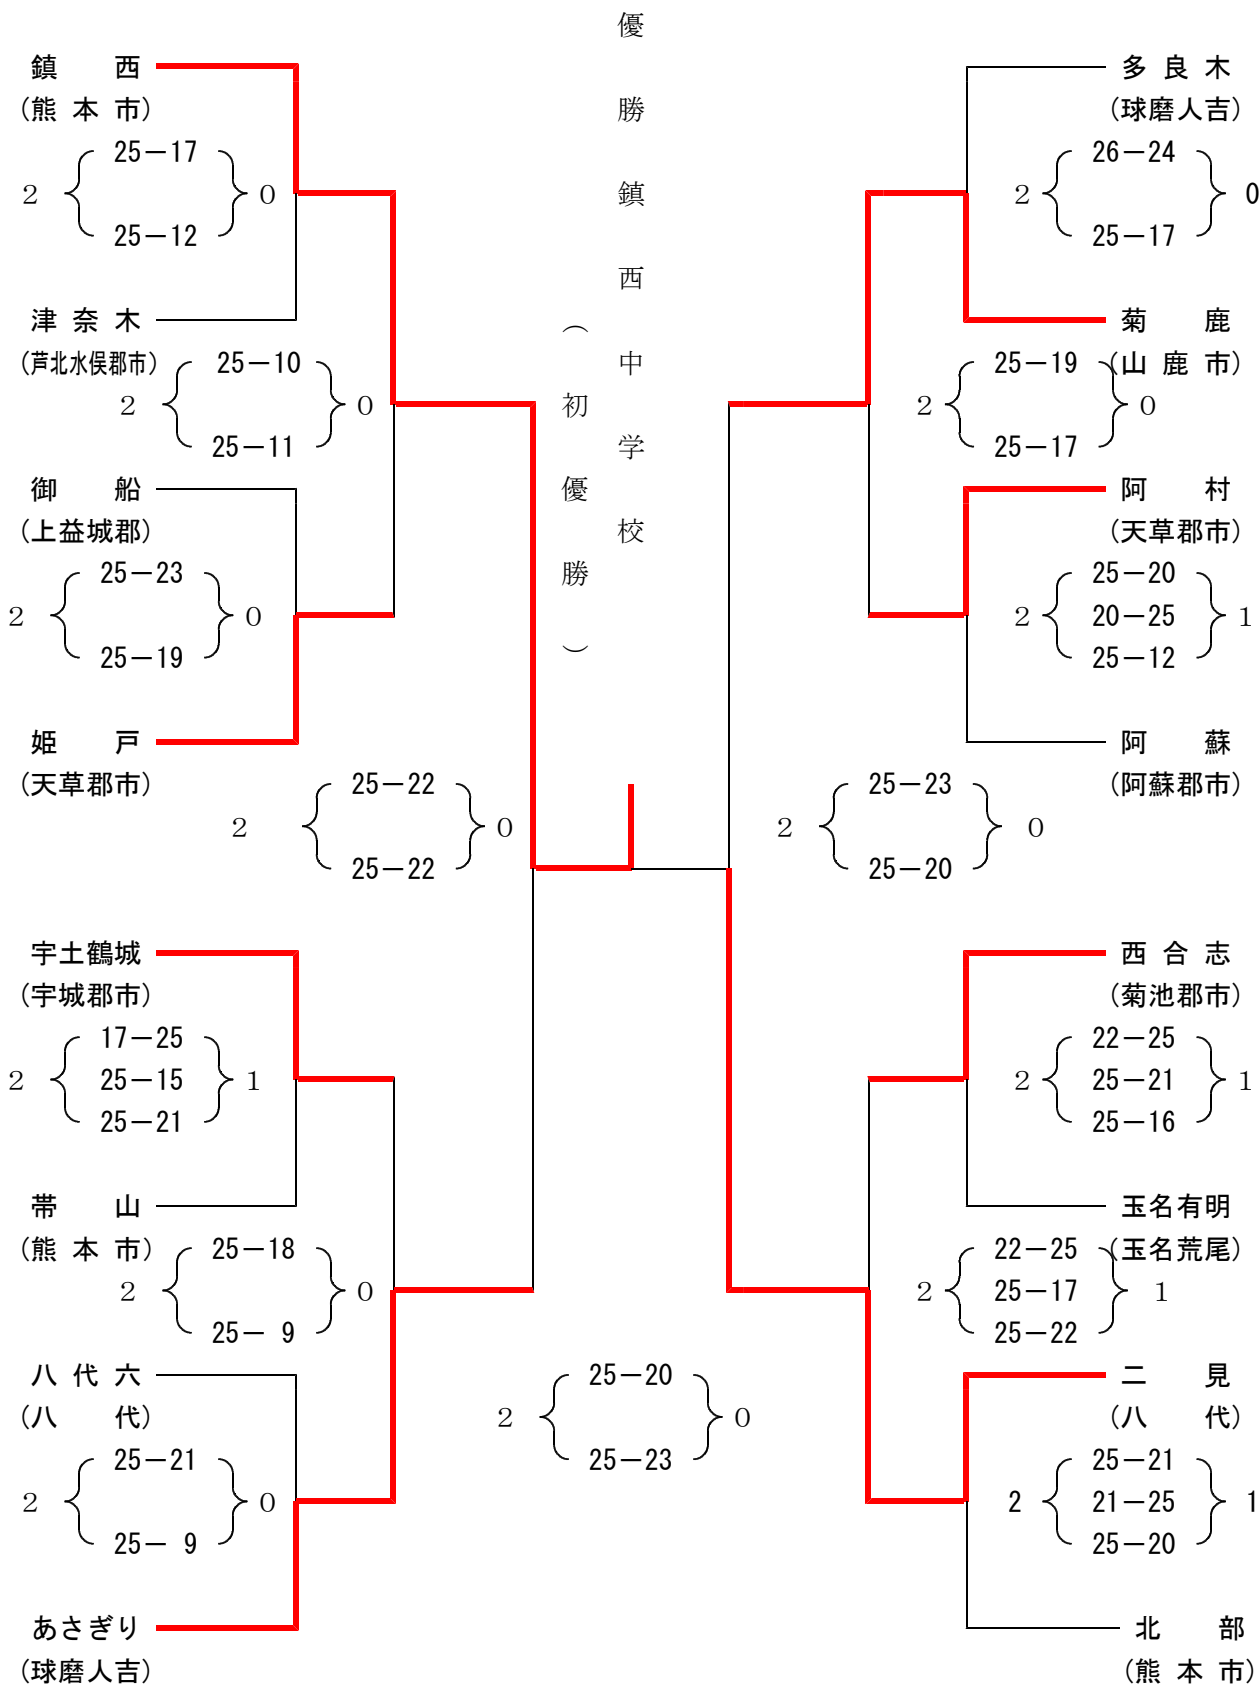 優勝鎮西中学校
（初優勝）
鎮西
(熊本市)
25－17
2 0
25－12
津奈木
(芦北水俣郡市)
25－10
2 0
25－11
御船
(上益城郡)
25－23
2 0
25－19
姫戸
(天草郡市)
25－22
2 0
25－22
宇土鶴城
(宇城郡市)
17－25
2 25－15 1
25－21
帯山
(熊本市)
25－18
2 0
25－ 9
八代六
(八代)
25－21
2 0
25－ 9
あさぎり
(球磨人吉)
25－20
2 0
25－23
多良木
(球磨人吉)
26－24
2 0
25－17
菊鹿
(山鹿市)
25－19
2 0
25－17
阿村
(天草郡市)
25－20
2 20－25 1
25－12
阿蘇
(阿蘇郡市)
25－23
2 0
25－20
西合志
(菊池郡市)
22－25
2 25－21 1
25－16
玉名有明
(玉名荒尾)
22－25
2 25－17 1
25－22
二見
(八代)
25－21
2 21－25 1
25－20
北部
(熊本市)